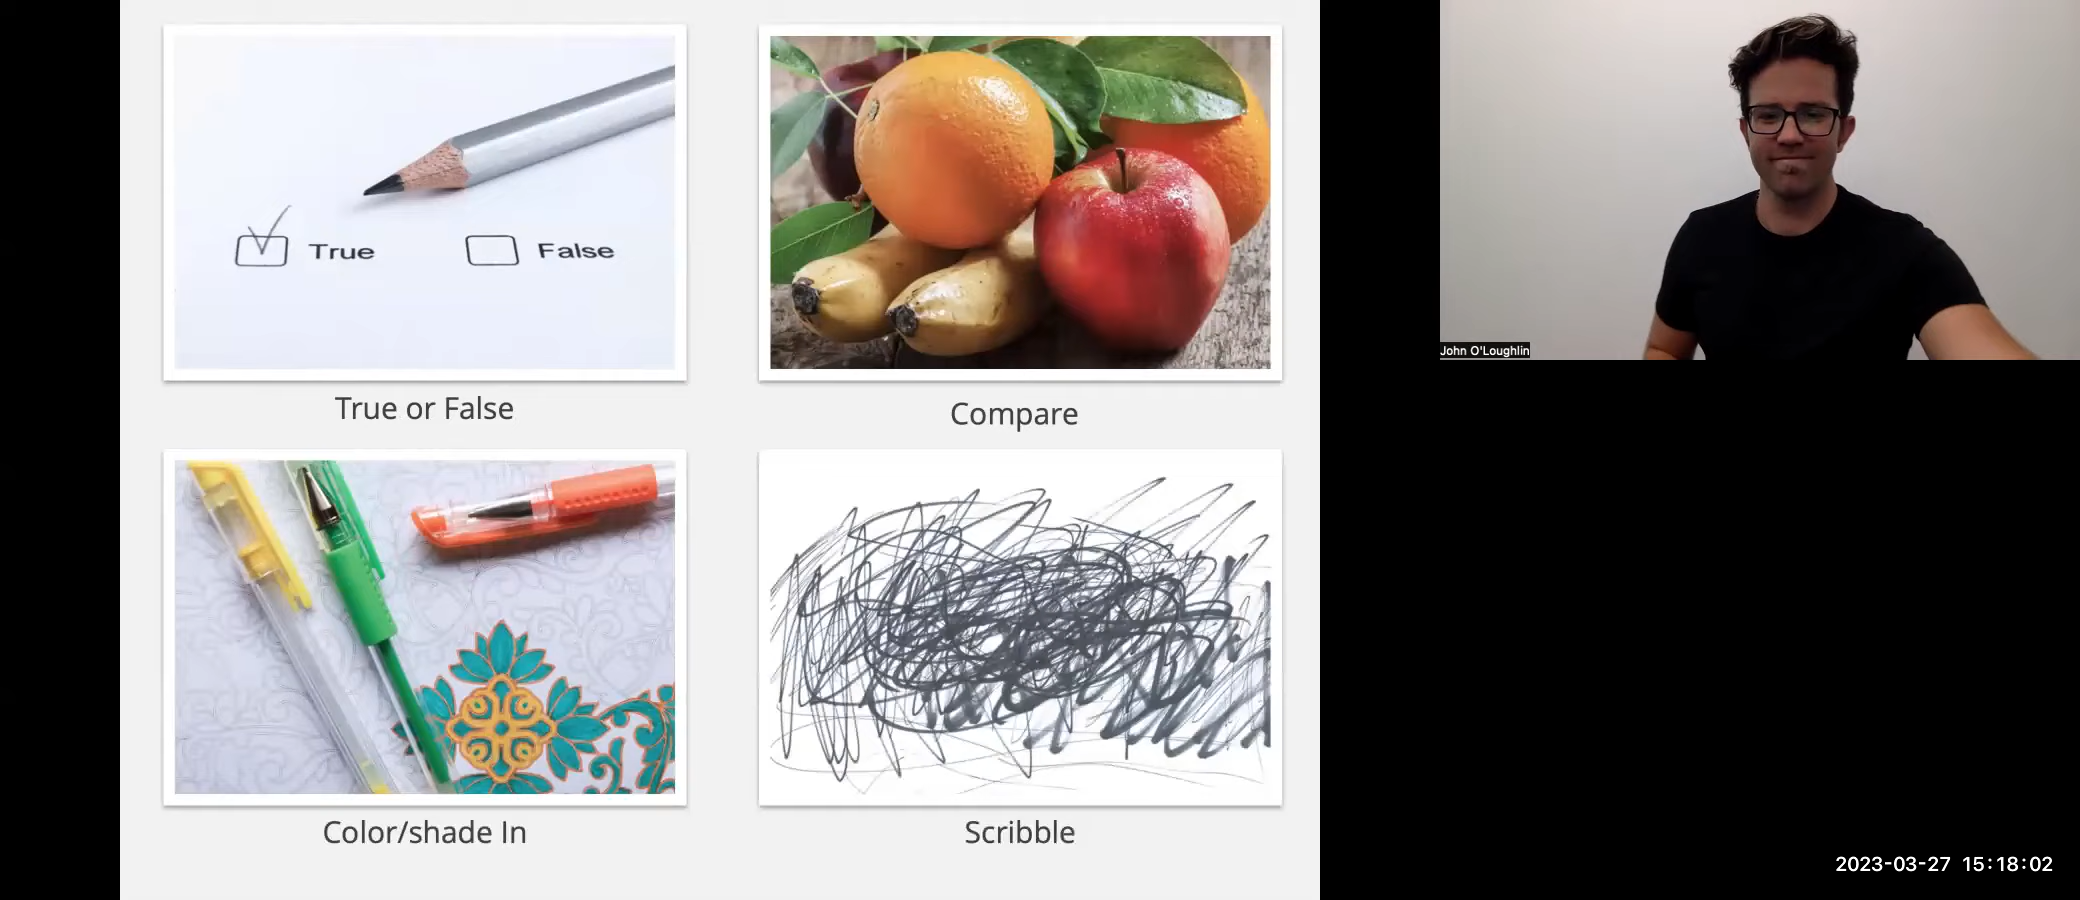 True
False
True or False
Compare
Color/shade In
Scribble
John O'Loughlin
2023-03-27 15:18:02